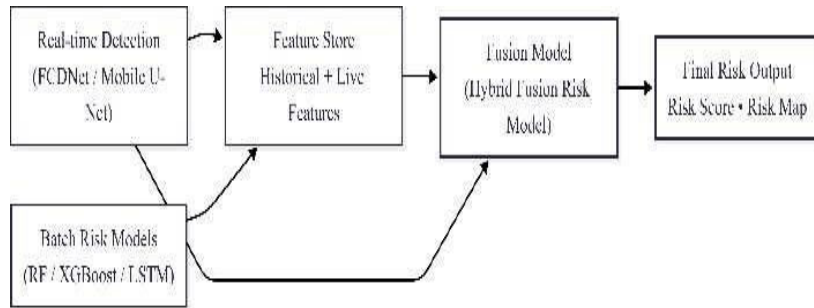 Real-time Detection
(FCDNet / Mobile U-
Net)
Feature Store
Historical + Live
Features
Fusion Model
(Hybrid Fusion Risk
Model)
Final Risk Output
Risk Score • Risk Map
Batch Risk Models
(RF / XGBoost / LSTM)